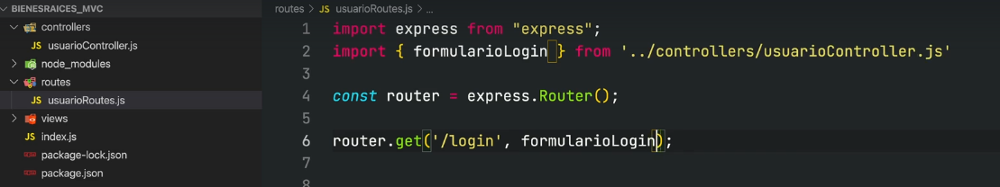 BIENESRAICES_MVC
controllers
JS usuarioController.js
node_modules
routes
JS usuarioRoutes.js
views
JS index.js
package-lock.json
package.json
routes > JS usuarioRoutes.js > ...
1 import express from "express";
2 import { formularioLogin } from '../controllers/usuarioController.js'
3
4 const router = express.Router();
5
6 router.get('/login', formularioLogin);
7
8